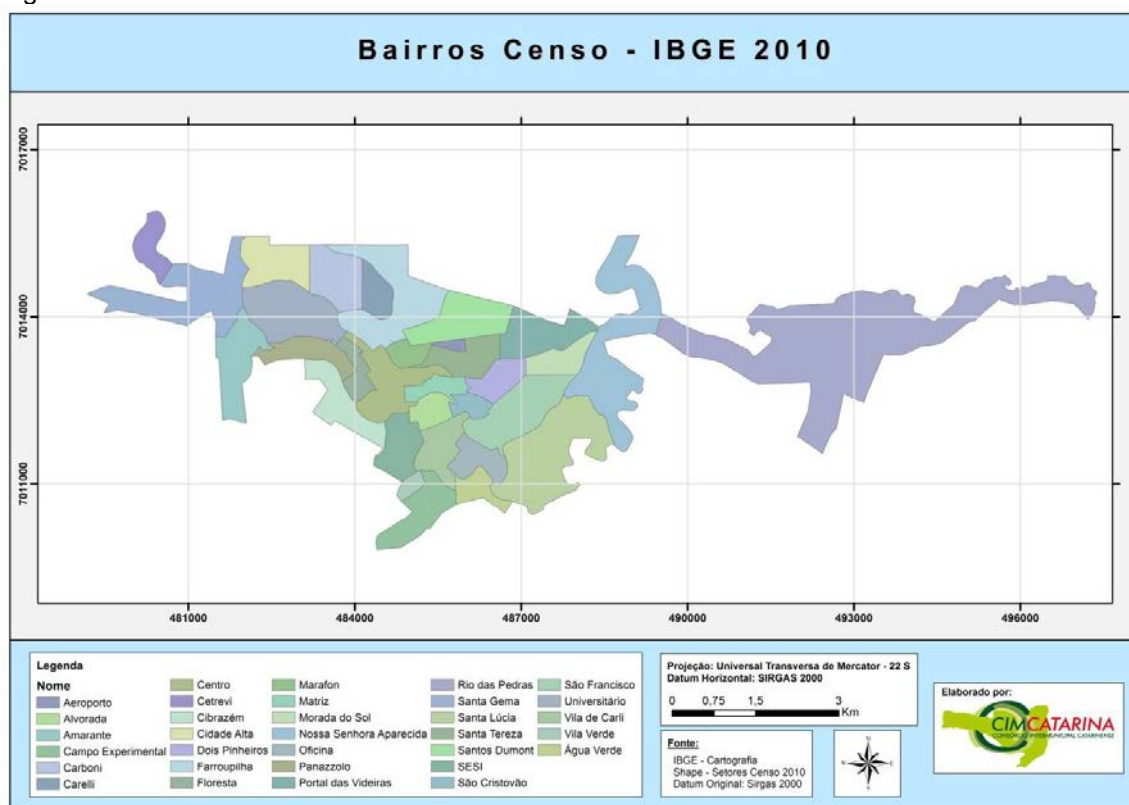 Bairros Censo - IBGE 2010
7017000
7014000
7011000
481000
484000
487000
490000
493000
496000
Legenda
Nome
Aeroporto
Alvorada
Amarante
Campo Experimental
Carboni
Carelli
Centro
Cetrevi
Cibrazém
Cidade Alta
Dois Pinheiros
Farroupilha
Floresta
Marafon
Matriz
Morada do Sol
Nossa Senhora Aparecida
Oficina
Panazzolo
Portal das Videiras
Rio das Pedras
Santa Gema
Santa Lúcia
Santa Tereza
Santos Dumont
SESI
São Cristovão
São Francisco
Universitário
Vila de Carli
Vila Verde
Água Verde
Projeção: Universal Transversa de Mercator - 22 S
Datum Horizontal: SIRGAS 2000
0 0,75 1,5 3
Km
Fonte:
IBGE - Cartografia
Shape - Setores Censo 2010
Datum Original: Sirgas 2000
Elaborado por:
CIMCATARINA
CONSÓRCIO INTERMUNICIPAL CATARINENSE